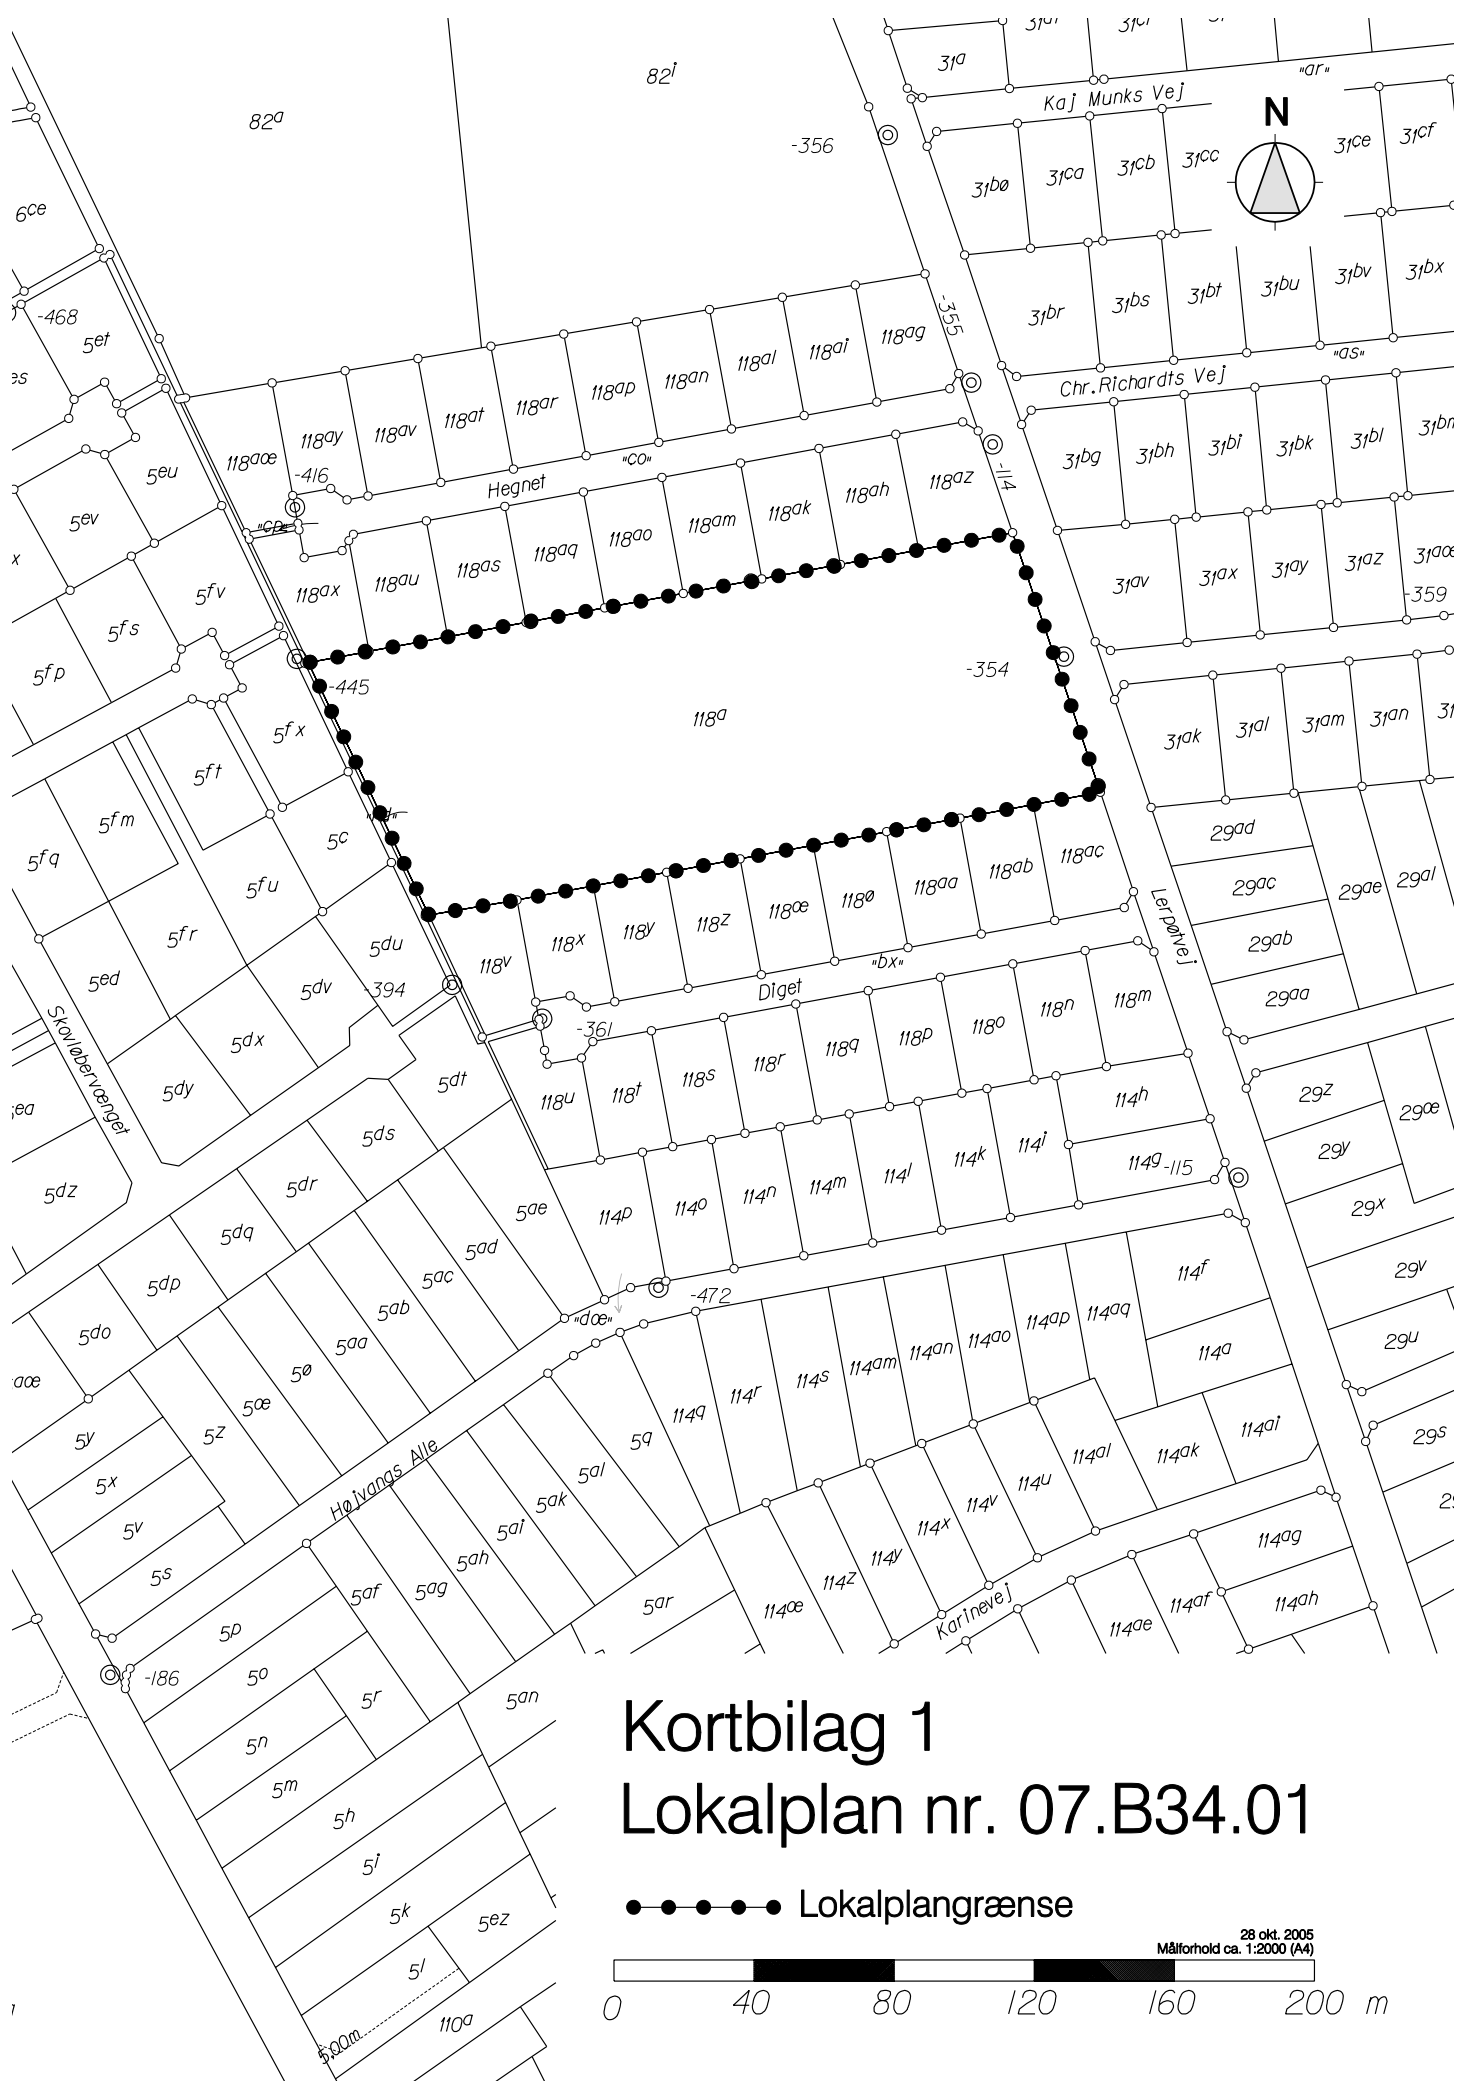 82a
82i
-356
31a
"ar"
Kaj Munks Vej
N
31bø
31ca
31cb
31cc
31ce
31cf
6ce
-468
5et
-355
31br
31bs
31bt
31bu
31bv
31bx
"as"
Chr.Richardts Vej
118aœ
118ay
118av
118at
118ar
118ap
118an
118al
118ai
118ag
-416
"co"
Hegnet
"cp"
-114
5eu
5ev
31bg
31bh
31bi
31bk
31bl
118ax
118au
118as
118aq
118ao
118am
118ak
118ah
118az
5fv
5fs
5fp
31av
31ax
31ay
31az
31aœ
-359
-445
-354
118a
5fx
5ft
31ak
31al
31am
31an
5fm
5fq
5c
5fu
5fr
5ed
5du
5dv
-394
5dx
5dy
Skovløbervœnget
29ad
29ac
29ab
29aa
29ae
29al
Lerpøtvej
118v
118x
118y
118z
118œ
118ø
118aa
118ab
118ac
"bx"
Diget
-361
118u
118t
118s
118r
118q
118p
118o
118n
118m
5dt
5ds
5dr
5dq
5dp
5do
5dz
114h
114g
-115
114i
114k
114l
114m
114n
114o
114p
29z
29y
29x
29œ
29v
29u
29s
5ae
5ad
5ac
5ab
5aa
5ø
5œ
5z
5y
5x
5v
5s
-472
"dœ"
114f
114a
114aq
114ap
114ao
114an
114am
114s
114r
114q
5q
5al
5ak
5ai
5ah
5ag
5af
Højvangs Alle
114ai
114ak
114al
114u
114v
114x
114y
114z
114œ
114ag
114ah
114af
114ae
Karinevej
5ar
5p
5o
5n
5m
5r
5an
-186
5h
5i
5k
5ez
5l
5.00m
110a
Kortbilag 1
Lokalplan nr. 07.B34.01
Lokalplangrænse
28 okt. 2005
Målforhold ca. 1:2000 (A4)
0 40 80 120 160 200 m